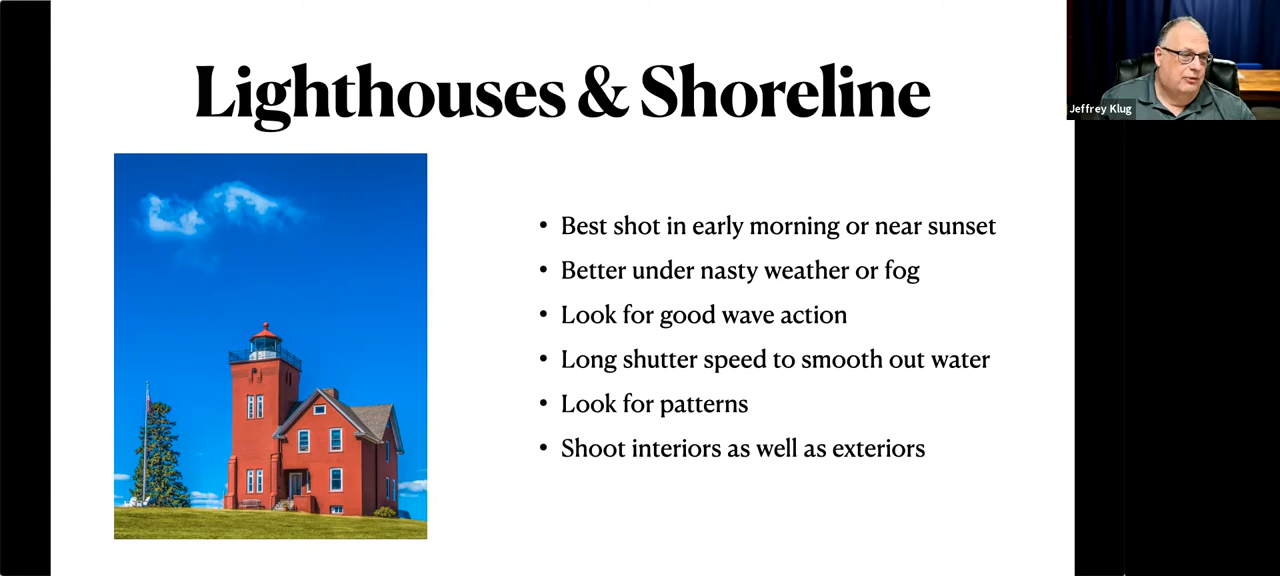 Lighthouses & Shoreline
Jeffrey Klug
• Best shot in early morning or near sunset
• Better under nasty weather or fog
• Look for good wave action
• Long shutter speed to smooth out water
• Look for patterns
• Shoot interiors as well as exteriors